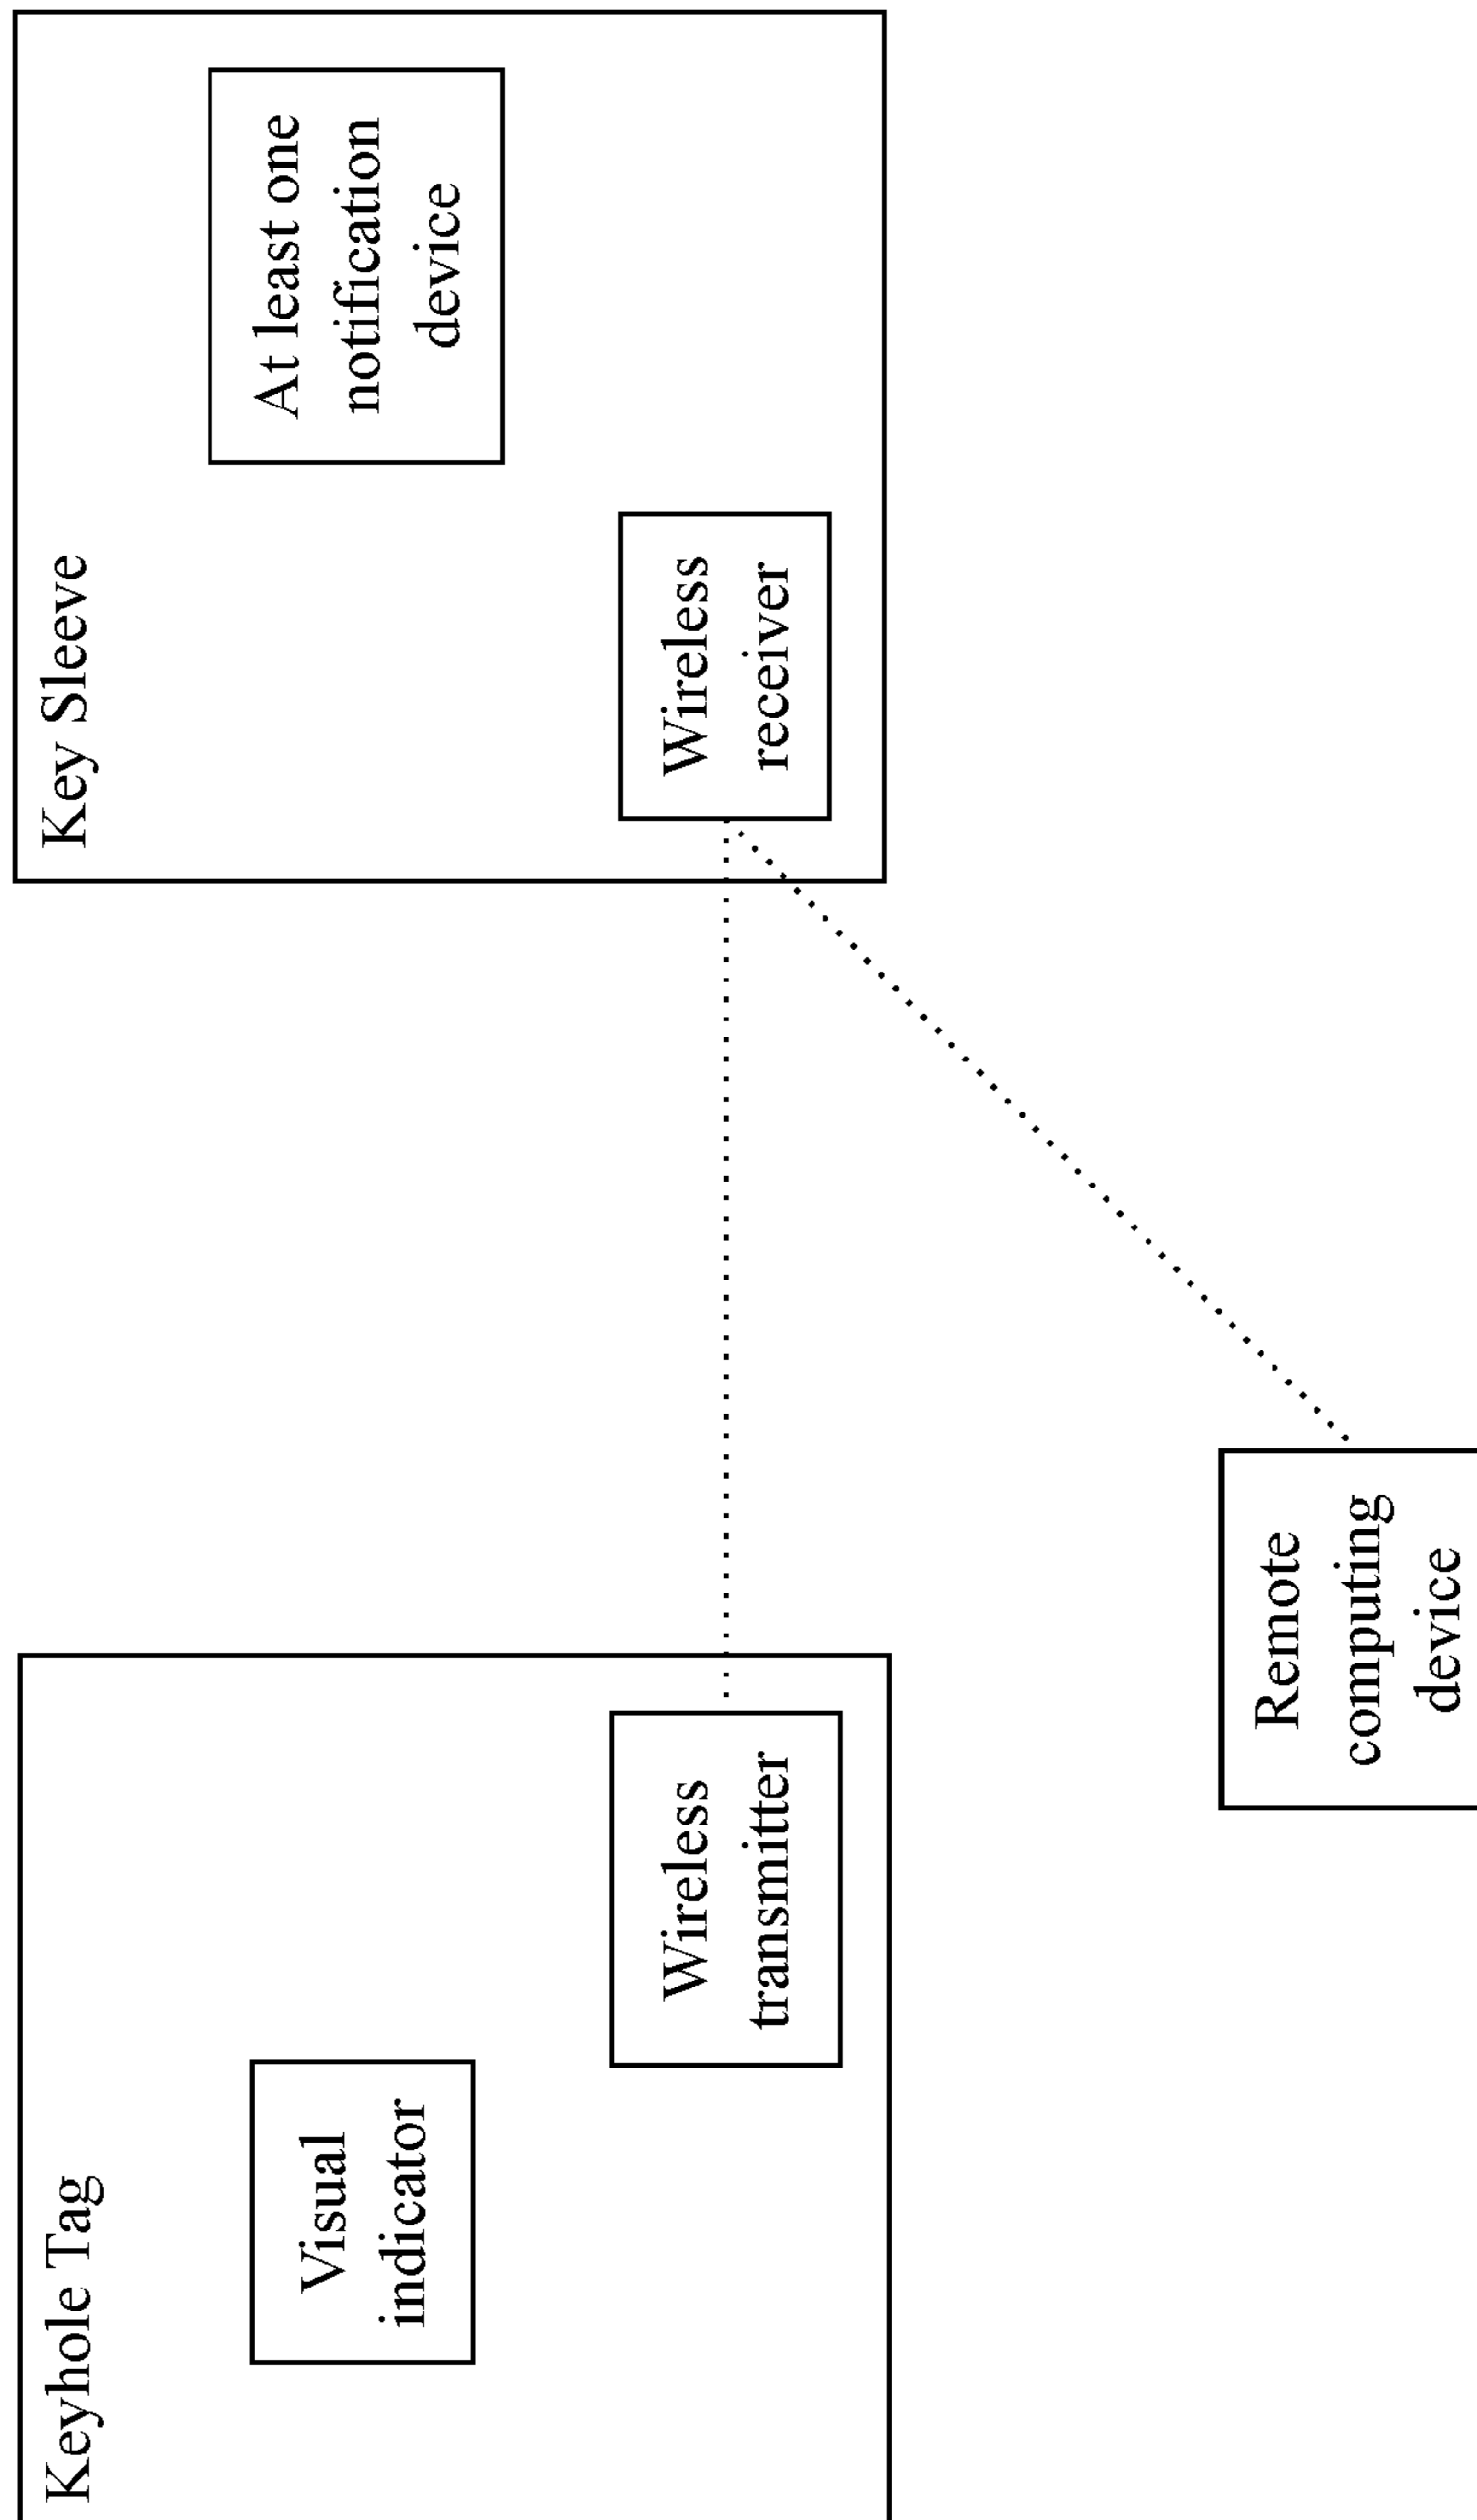 Keyhole Tag
Visual
indicator
Wireless
transmitter
Key Sleeve
At least one
notification
device
Wireless
receiver
Remote
computing
device